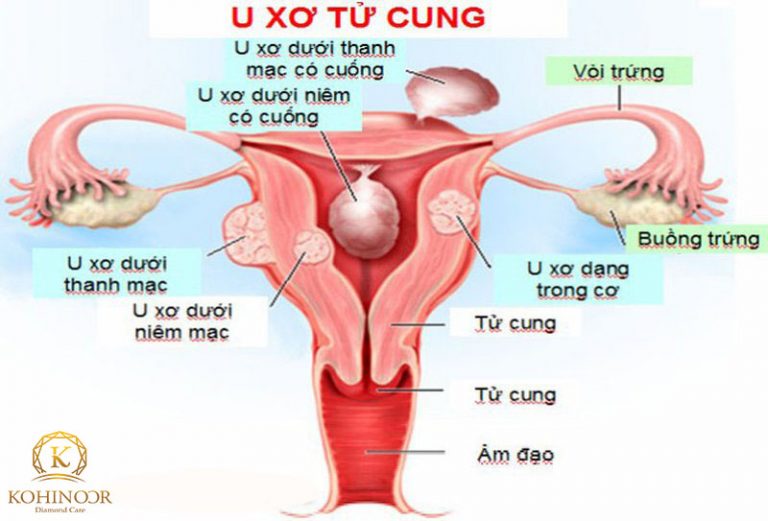 U XƠ TỬ CUNG
U xơ dưới thanh
mạc có cuống
Vòi trứng
U xơ dưới niêm
có cuống
Buồng trứng
U xơ dưới
thanh mạc
U xơ dạng
trong cơ
U xơ dưới
niêm mạc
Tử cung
Tử cung
Âm đạo
K
KOHINOOR
Diamond Care